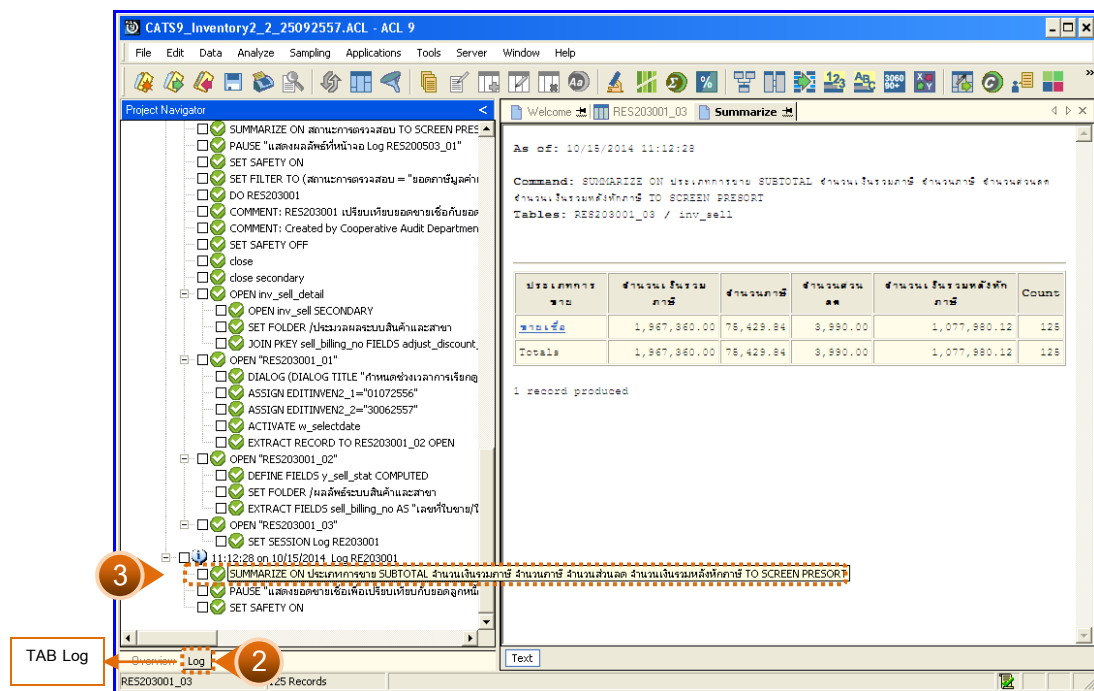 CATS9_Inventory2_2_25092557.ACL - ACL 9
File Edit Data Analyze Sampling Applications Tools Server Window Help
Project Navigator <
Welcome RES203001_03 Summarize
SUMMARIZE ON สถานะการตรวจสอบ TO SCREEN PRES
PAUSE "แสดงผลลัพธ์ที่หน้าจอ Log RES200503_01"
SET SAFETY ON
SET FILTER TO (สถานะการตรวจสอบ = "ยอดภาษีมูลค่าเ
DO RES203001
COMMENT: RES203001 เปรียบเทียบยอดขายเชื่อกับยอด
COMMENT: Created by Cooperative Audit Departmen
SET SAFETY OFF
close
close secondary
OPEN inv_sell_detail
OPEN inv_sell SECONDARY
SET FOLDER /ประมวลผลระบบสินค้าและสาขา
JOIN PKEY sell_billing_no FIELDS adjust_discount_
OPEN "RES203001_01"
DIALOG (DIALOG TITLE "กำหนดช่วงเวลาการเรียกดู
ASSIGN EDITINVEN2_1="01072556"
ASSIGN EDITINVEN2_2="30062557"
ACTIVATE w_selectdate
EXTRACT RECORD TO RES203001_02 OPEN
OPEN "RES203001_02"
DEFINE FIELDS y_sell_stat COMPUTED
SET FOLDER /ผลลัพธ์ระบบสินค้าและสาขา
EXTRACT FIELDS sell_billing_no AS "เลขที่ใบขาย/ใ
OPEN "RES203001_03"
SET SESSION Log RE203001
11:12:28 on 10/15/2014 Log RE203001
3
SUMMARIZE ON ประเภทการขาย SUBTOTAL จำนวนเงินรวมภาษี จำนวนภาษี จำนวนส่วนลด จำนวนเงินรวมหลังหักภาษี TO SCREEN PRESORT
PAUSE "แสดงยอดขายเชื่อเพื่อเปรียบเทียบกับยอดลูกหนี้
SET SAFETY ON
As of: 10/15/2014 11:12:28
Command: SUMMARIZE ON ประเภทการขาย SUBTOTAL จำนวนเงินรวมภาษี จำนวนภาษี จำนวนส่วนลด
จำนวนเงินรวมหลังหักภาษี TO SCREEN PRESORT
Tables: RES203001_03 / inv_sell
ประเภทการขาย จำนวนเงินรวมภาษี จำนวนภาษี จำนวนส่วนลด จำนวนเงินรวมหลังหักภาษี Count
ขายเชื่อ 1,967,360.00 75,429.84 3,990.00 1,077,980.12 125
Totals 1,967,360.00 75,429.84 3,990.00 1,077,980.12 125
1 record produced
TAB Log
Overview Log
2
Text
RES203001_03 125 Records